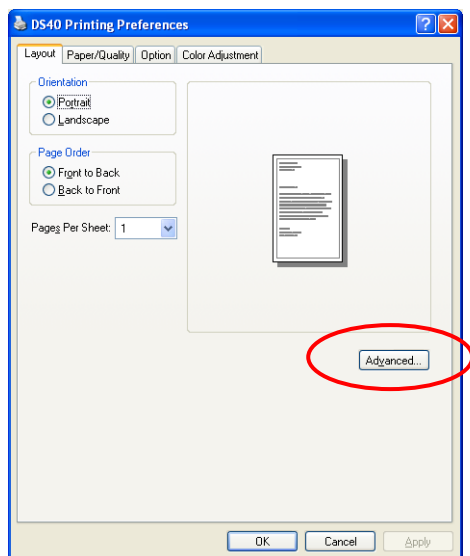 DS40 Printing Preferences
Layout Paper/Quality Option Color Adjustment
Orientation
Portrait
Landscape
Page Order
Front to Back
Back to Front
Pages Per Sheet: 1
Advanced...
OK Cancel Apply